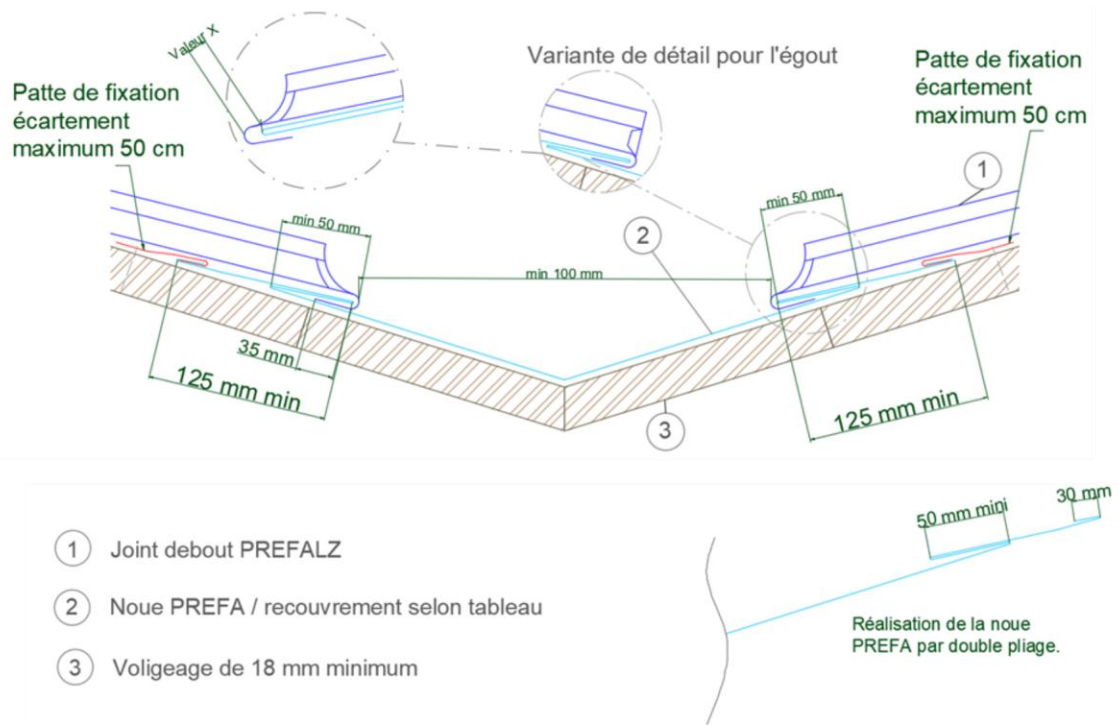 Valeur X
Variante de détail pour l'égout
Patte de fixation
écartement
maximum 50 cm
Patte de fixation
écartement
maximum 50 cm
1
min 50 mm
min 50 mm
2
min 100 mm
35 mm
125 mm min
125 mm min
3
50 mm mini
30 mm
1 Joint debout PREFALZ
2 Noue PREFA / recouvrement selon tableau
3 Voligeage de 18 mm minimum
Réalisation de la noue
PREFA par double pliage.